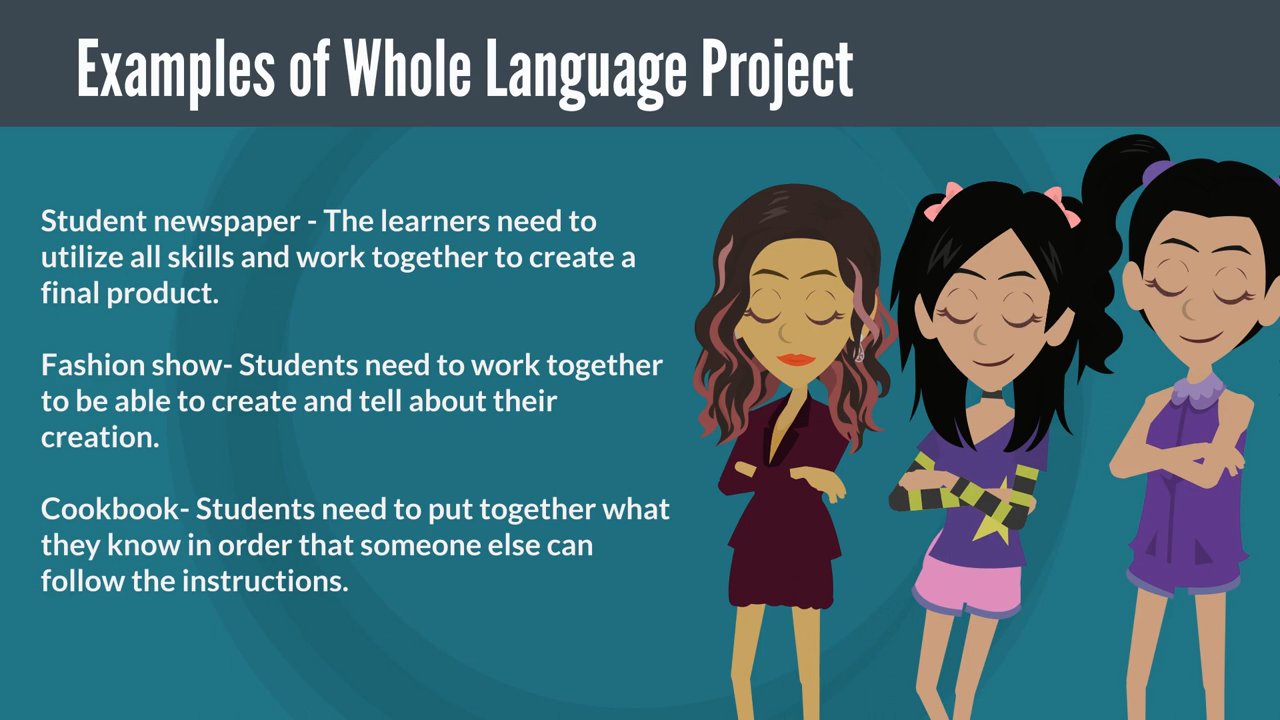 Examples of Whole Language Project
Student newspaper - The learners need to
utilize all skills and work together to create a
final product.
Fashion show- Students need to work together
to be able to create and tell about their
creation.
Cookbook- Students need to put together what
they know in order that someone else can
follow the instructions.